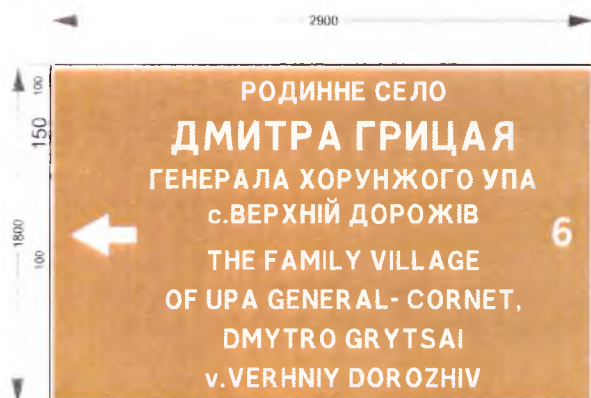 2900
100
150
1800
100
РОДИННЕ СЕЛО
ДМИТРА ГРИЦАЯ
ГЕНЕРАЛА ХОРУНЖОГО УПА
с.ВЕРХНІЙ ДОРОЖІВ
6
THE FAMILY VILLAGE
OF UPA GENERAL- CORNET,
DMYTRO GRYTSAI
v.VERHNIY DOROZHIV